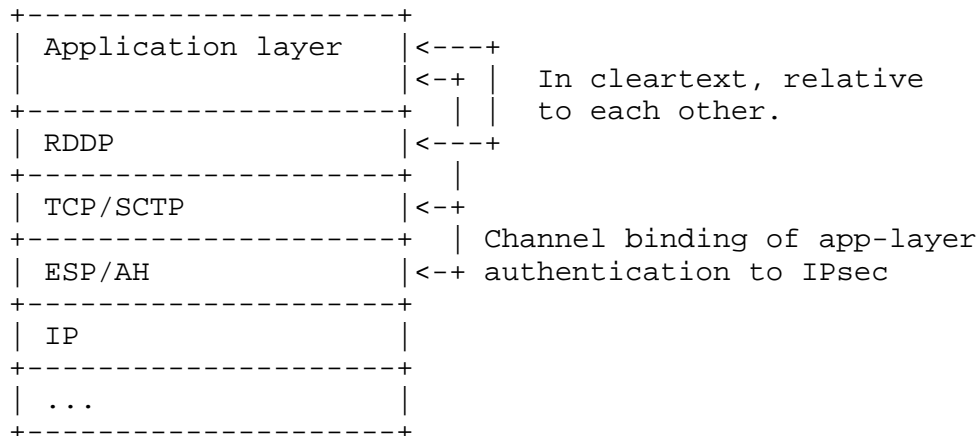 +---------------------+
| Application layer   |<---+
|                     |<-+ |   In cleartext, relative
+---------------------+  | |   to each other.
| RDDP                |<---+
+---------------------+  |
| TCP/SCTP            |<-+
+---------------------+  | Channel binding of app-layer
| ESP/AH              |<-+ authentication to IPsec
+---------------------+
| IP                  |
+---------------------+
| ...                 |
+---------------------+